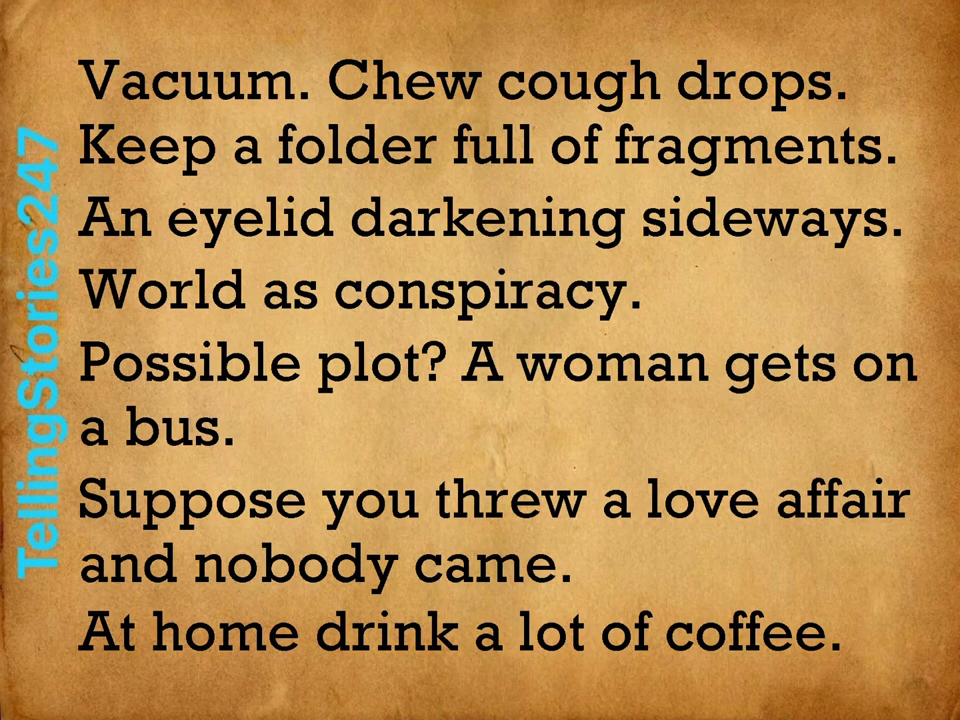 Vacuum. Chew cough drops.
Keep a folder full of fragments.
An eyelid darkening sideways.
World as conspiracy.
Possible plot? A woman gets on
a bus.
Suppose you threw a love affair
and nobody came.
At home drink a lot of coffee.
TellingStories247